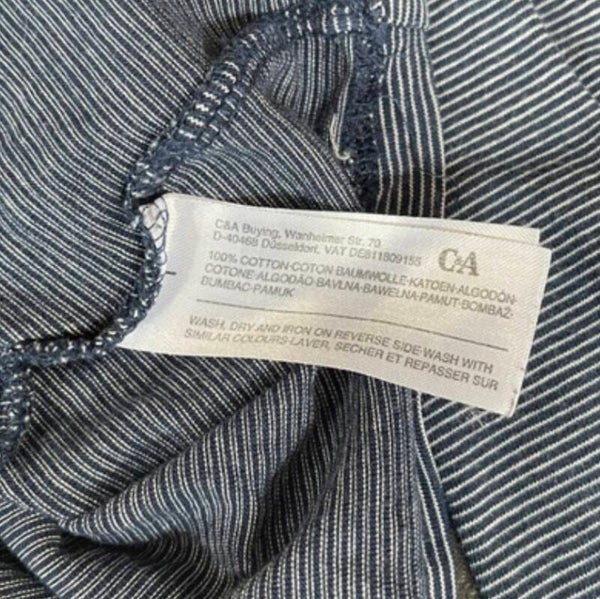 C&A Buying, Wanheimer Str. 70
D-40468 Düsseldorf. VAT DE811809155
C&A
100% COTTON-COTON BAUMWOLLE-KATOEN-ALGODÓN-
COTONE-ALGODÃO-BAVLNA-BAWEŁNA-PAMUT-BOMBAŽ-
BUMBAC-PAMUK
WASH, DRY AND IRON ON REVERSE SIDE-WASH WITH
SIMILAR COLOURS-LAVER, SECHER ET REPASSER SUR